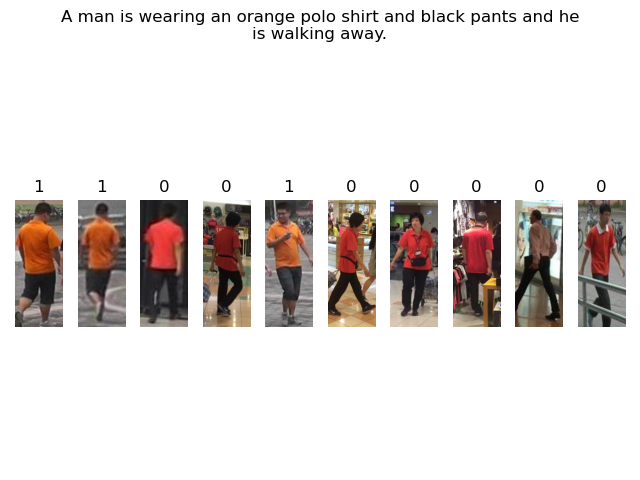 A man is wearing an orange polo shirt and black pants and he
is walking away.
1 1 0 0 1 0 0 0 0 0